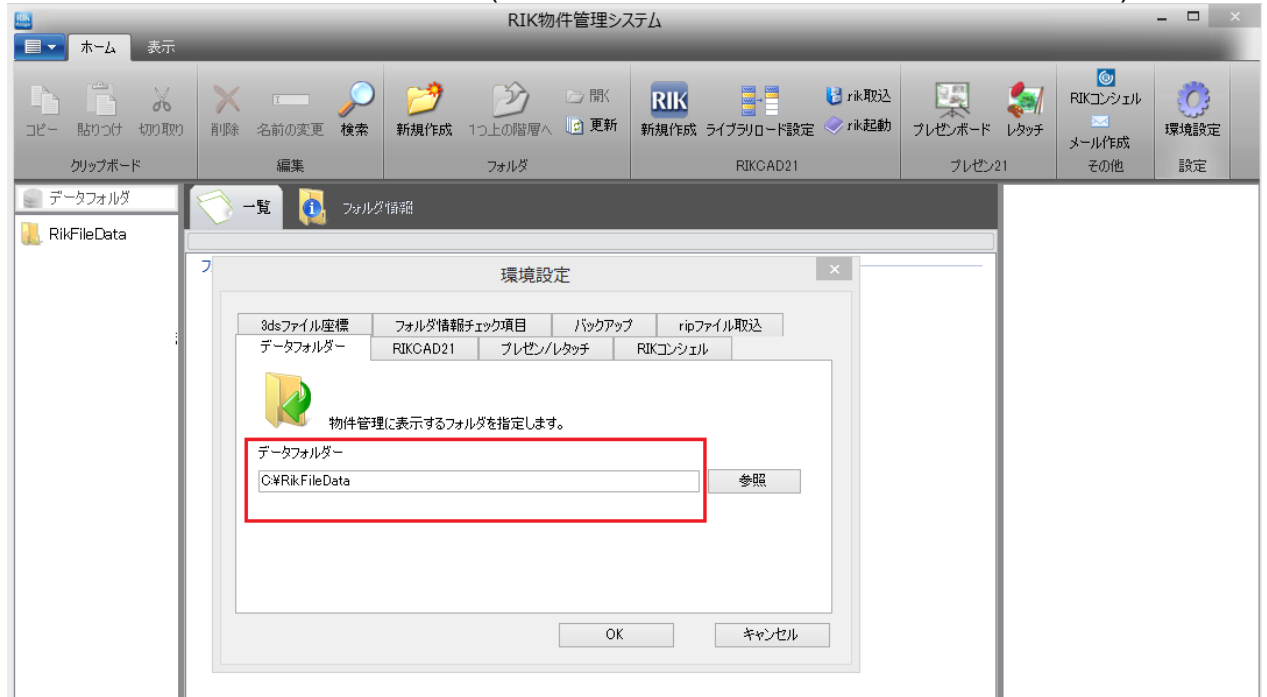 RIK物件管理システム
ホーム 表示
コピー 貼りつけ 切り取り
クリップボード
削除 名前の変更 検索
編集
新規作成 1つ上の階層へ 開く 更新
フォルダ
RIK
新規作成 ライブラリロード設定 rik取込 rik起動
RIKCAD21
プレゼンボード レタッチ
プレゼン21
RIKコンシェル
メール作成
その他
環境設定
設定
データフォルダ
RikFileData
一覧 フォルダ情報
環境設定
3dsファイル座標 フォルダ情報チェック項目 バックアップ ripファイル取込
データフォルダー RIKCAD21 プレゼン/レタッチ RIKコンシェル
物件管理に表示するフォルダを指定します。
データフォルダー
C:¥RikFileData 参照
OK キャンセル